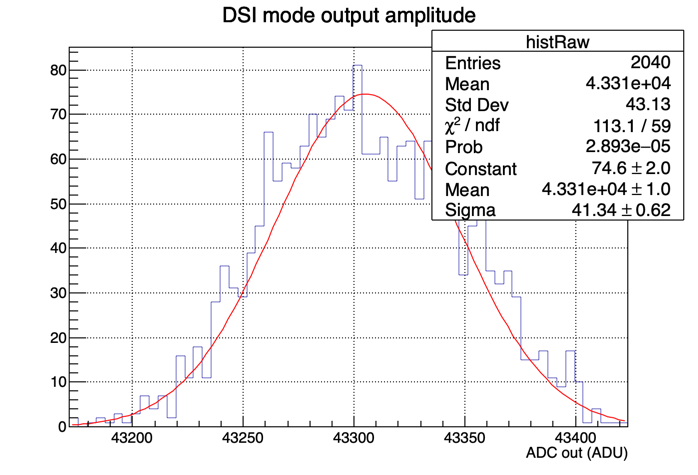 DSI mode output amplitude
histRaw
Entries 2040
Mean 4.331e+04
Std Dev 43.13
χ² / ndf 113.1 / 59
Prob 2.893e−05
Constant 74.6 ± 2.0
Mean 4.331e+04 ± 1.0
Sigma 41.34 ± 0.62
80
70
60
50
40
30
20
10
0
43200 43250 43300 43350 43400
ADC out (ADU)